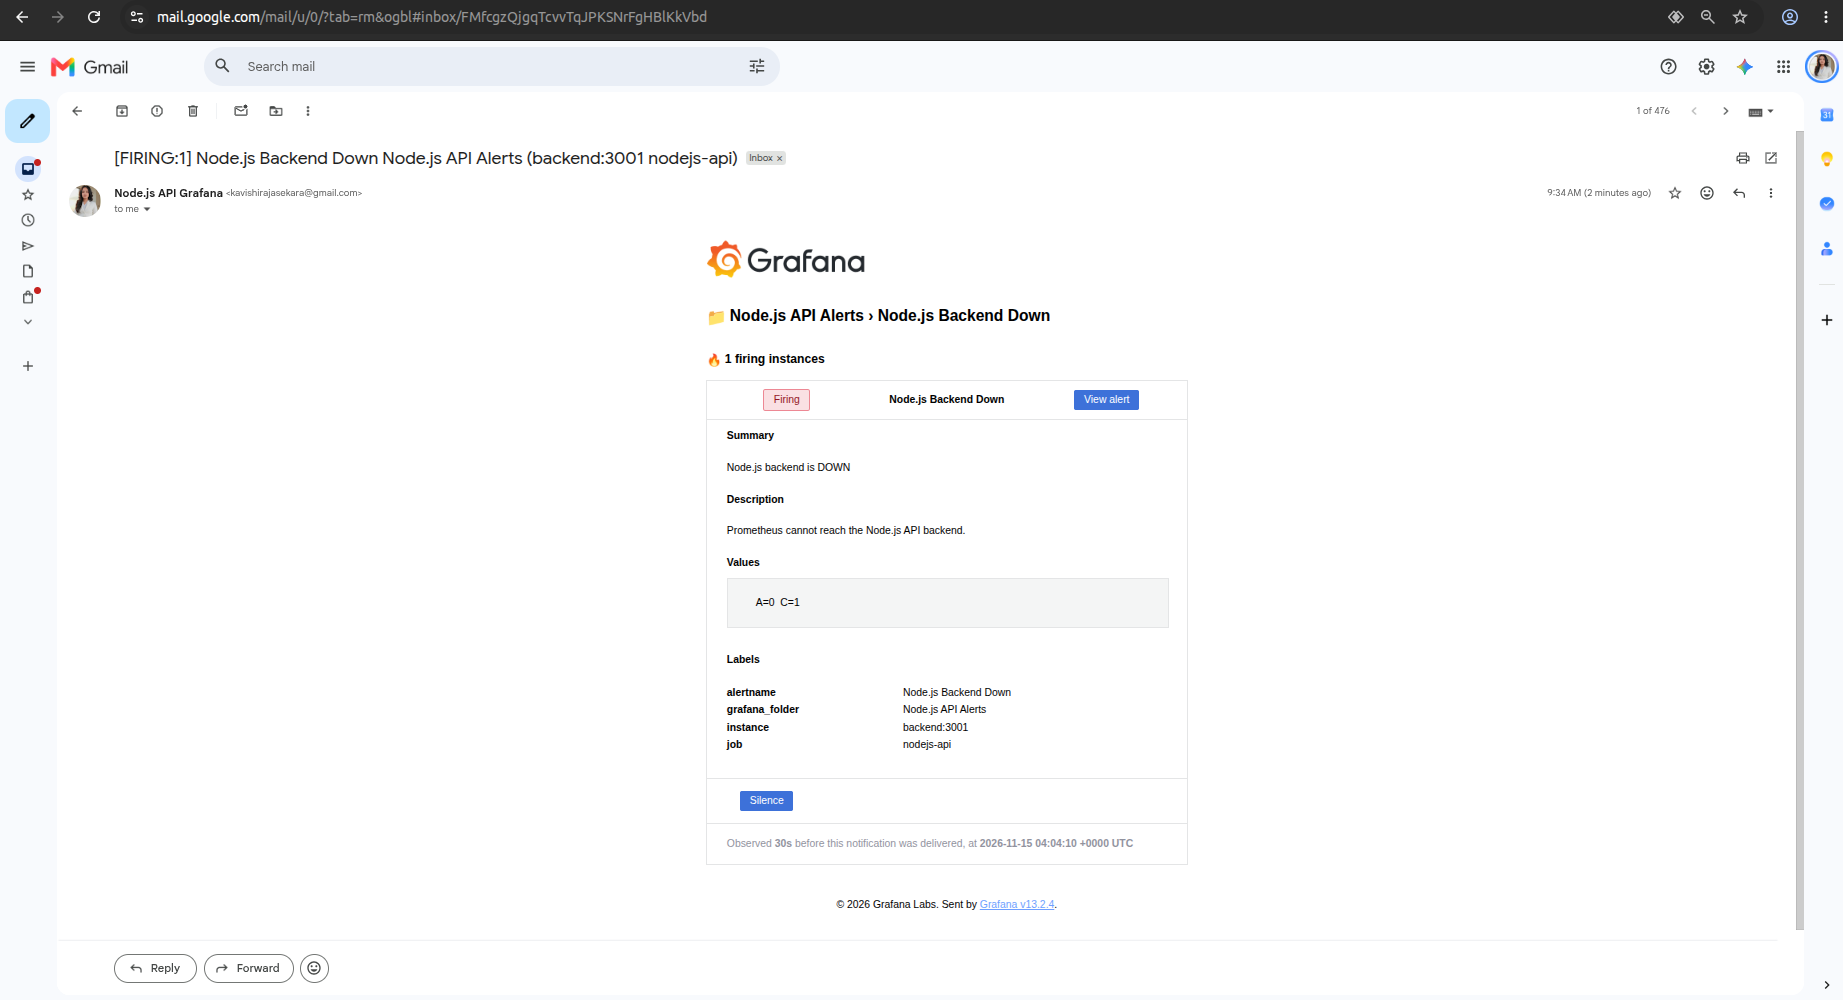 mail.google.com/mail/u/0/?tab=rm&ogbl#inbox/FMfcgzQjgqTcvvTqJPKSNrFgHBlKkVbd
Gmail
Search mail
1 of 476
31
[FIRING:1] Node.js Backend Down Node.js API Alerts (backend:3001 nodejs-api)
Inbox ×
Node.js API Grafana <kavishirajasekara@gmail.com>
9:34 AM (2 minutes ago)
to me
Grafana
Node.js API Alerts › Node.js Backend Down
1 firing instances
Firing
Node.js Backend Down
View alert
Summary
Node.js backend is DOWN
Description
Prometheus cannot reach the Node.js API backend.
Values
A=0 C=1
Labels
alertname Node.js Backend Down
grafana_folder Node.js API Alerts
instance backend:3001
job nodejs-api
Silence
Observed 30s before this notification was delivered, at 2026-11-15 04:04:10 +0000 UTC
© 2026 Grafana Labs. Sent by Grafana v13.2.4.
Reply
Forward